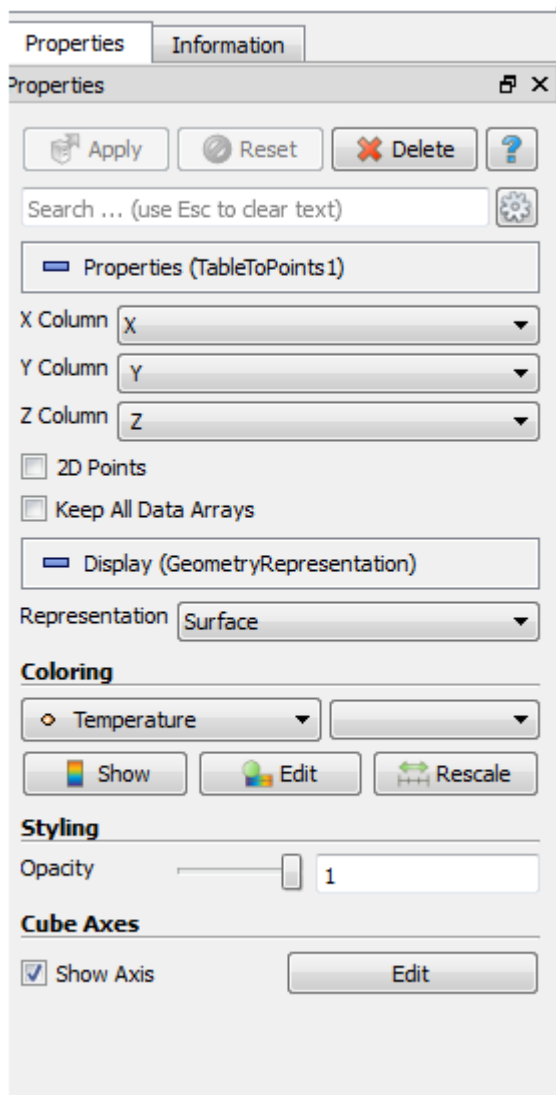 Properties Information
Properties
Apply Reset Delete ?
Search ... (use Esc to clear text)
Properties (TableToPoints1)
X Column X
Y Column Y
Z Column Z
2D Points
Keep All Data Arrays
Display (GeometryRepresentation)
Representation Surface
Coloring
Temperature
Show Edit Rescale
Styling
Opacity 1
Cube Axes
Show Axis Edit